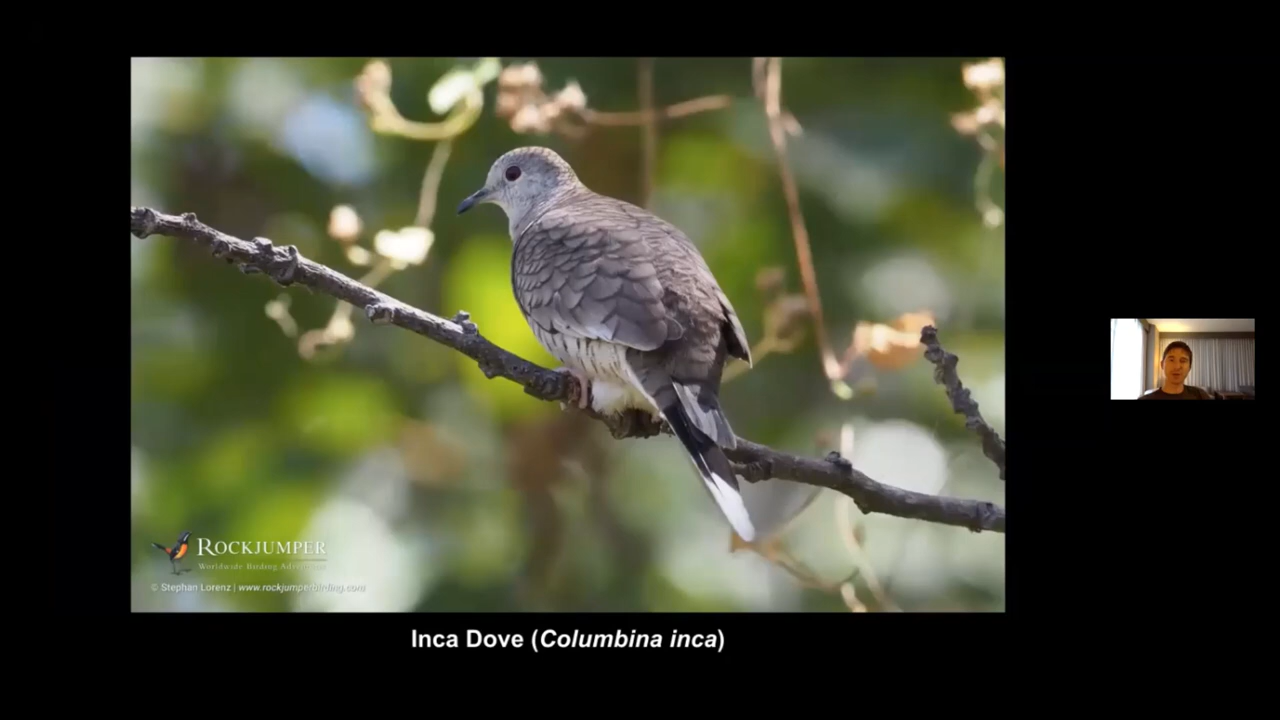 ROCKJUMPER
Worldwide Birding Adventures
© Stephan Lorenz | www.rockjumperbirding.com
Inca Dove (Columbina inca)